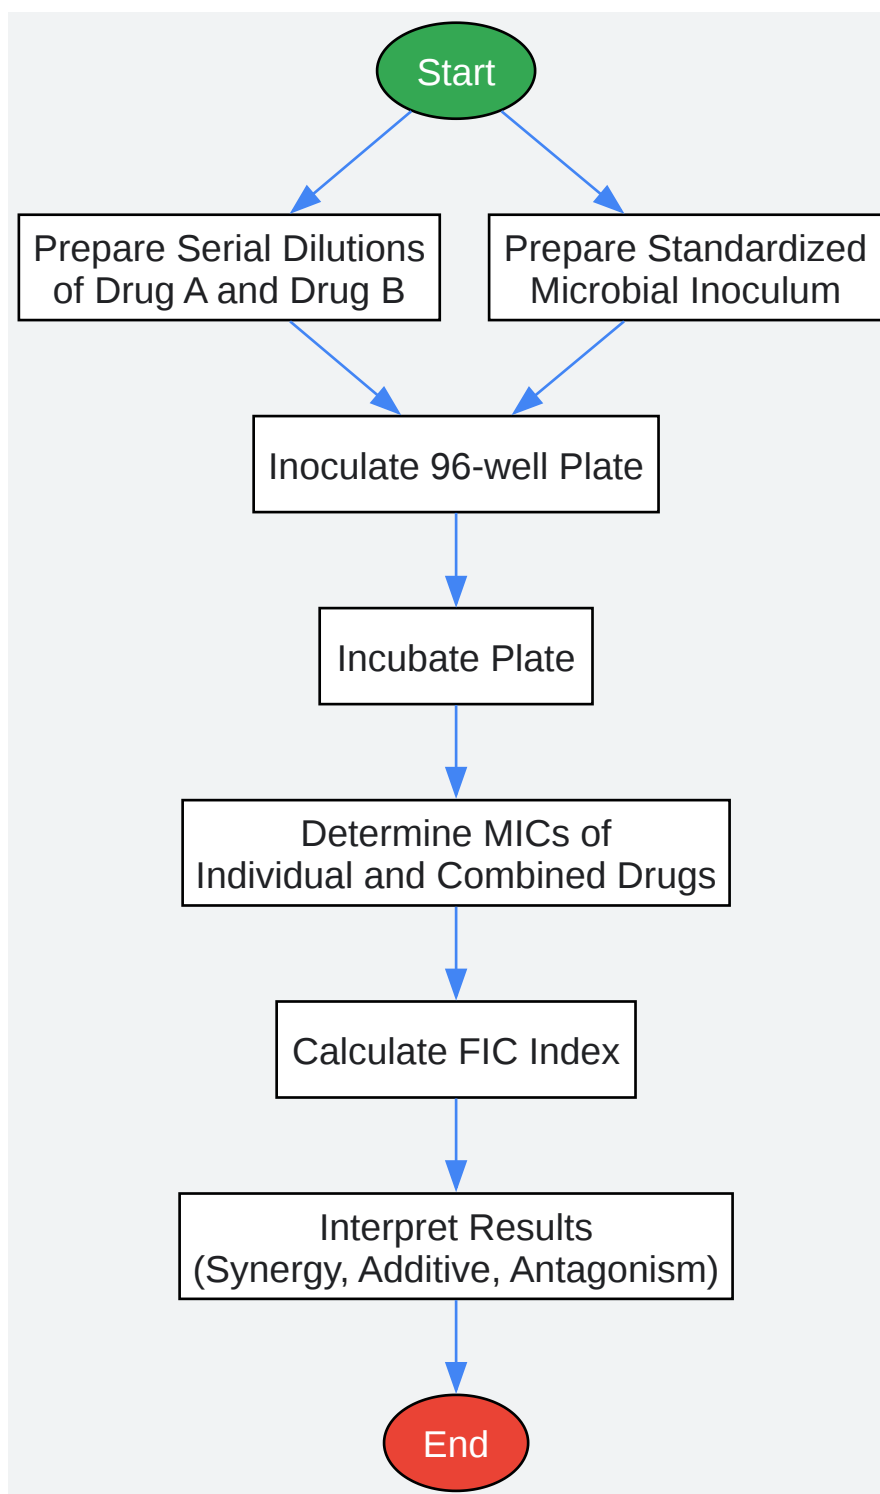 Start
Prepare Serial Dilutions
of Drug A and Drug B
Prepare Standardized
Microbial Inoculum
Inoculate 96-well Plate
Incubate Plate
Determine MICs of
Individual and Combined Drugs
Calculate FIC Index
Interpret Results
(Synergy, Additive, Antagonism)
End